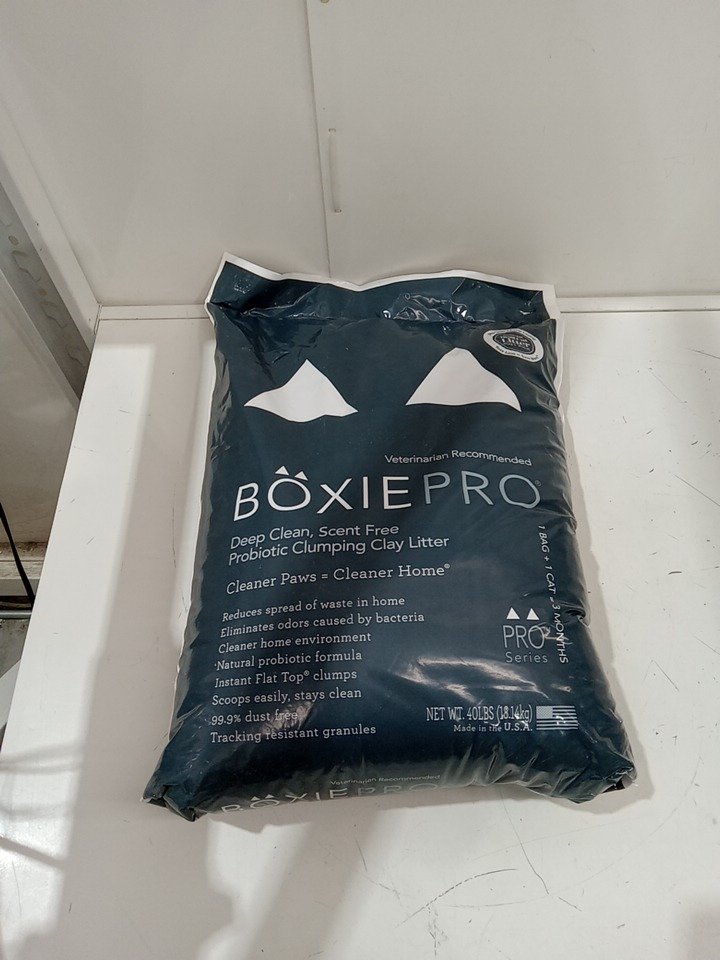 Litter
Veterinarian Recommended
BÖXIEPRO®
Deep Clean, Scent Free
Probiotic Clumping Clay Litter
Cleaner Paws = Cleaner Home®
Reduces spread of waste in home
Eliminates odors caused by bacteria
Cleaner home environment
Natural probiotic formula
Instant Flat Top® clumps
Scoops easily, stays clean
99.9% dust free
Tracking resistant granules
1 BAG + 1 CAT = 3 MONTHS
PRO
Series
NET WT. 40LBS (18.14kg)
Made in the U.S.A.
Veterinarian Recommended
BÖXIEPRO